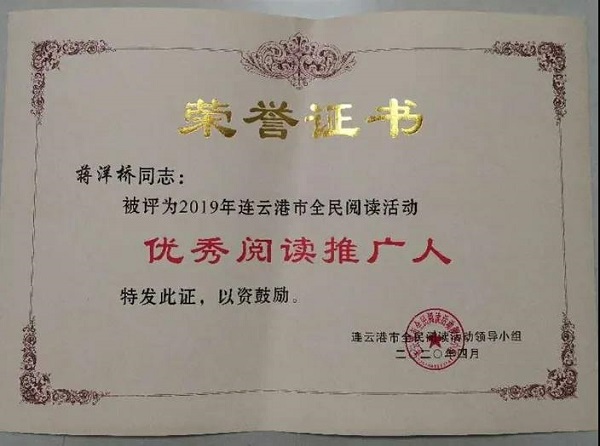 荣誉证书
蒋洋桥同志：
被评为2019年连云港市全民阅读活动
优秀阅读推广人
特发此证，以资鼓励。
连云港市全民阅读活动领导小组
二〇二〇年四月